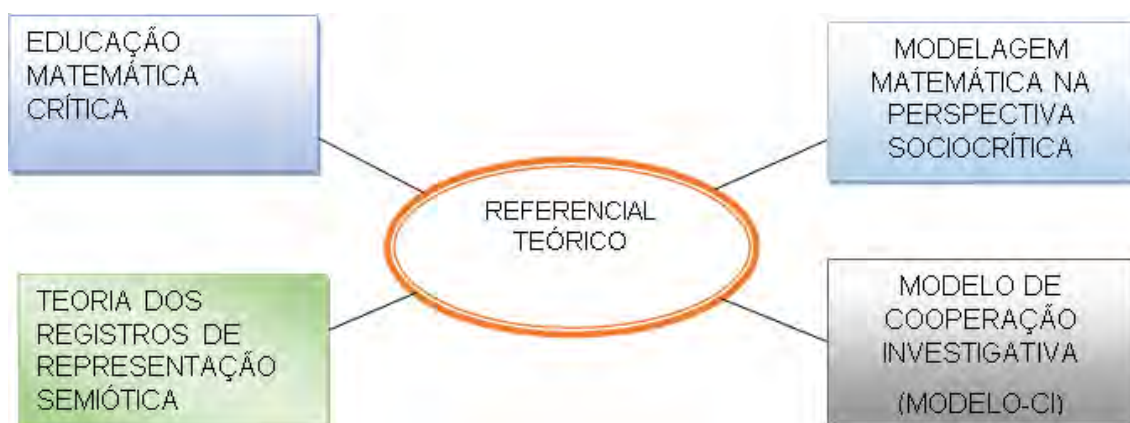 EDUCAÇÃO
MATEMÁTICA
CRÍTICA
MODELAGEM
MATEMÁTICA NA
PERSPECTIVA
SOCIOCRÍTICA
REFERENCIAL
TEÓRICO
TEORIA DOS
REGISTROS DE
REPRESENTAÇÃO
SEMIÓTICA
MODELO DE
COOPERAÇÃO
INVESTIGATIVA
(MODELO-CI)